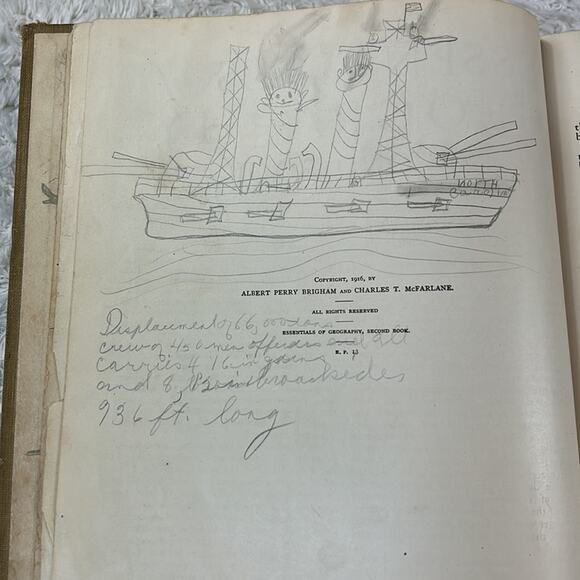 NORTH
COPYRIGHT, 1916, BY
ALBERT PERRY BRIGHAM AND CHARLES T. McFARLANE.
ALL RIGHTS RESERVED
ESSENTIALS OF GEOGRAPHY, SECOND BOOK.
E. P. 13
Displacement of 66,000 tons
crew of 45 men officers and all
carries 4 16 in guns
and 8, broadsides
936 ft. long